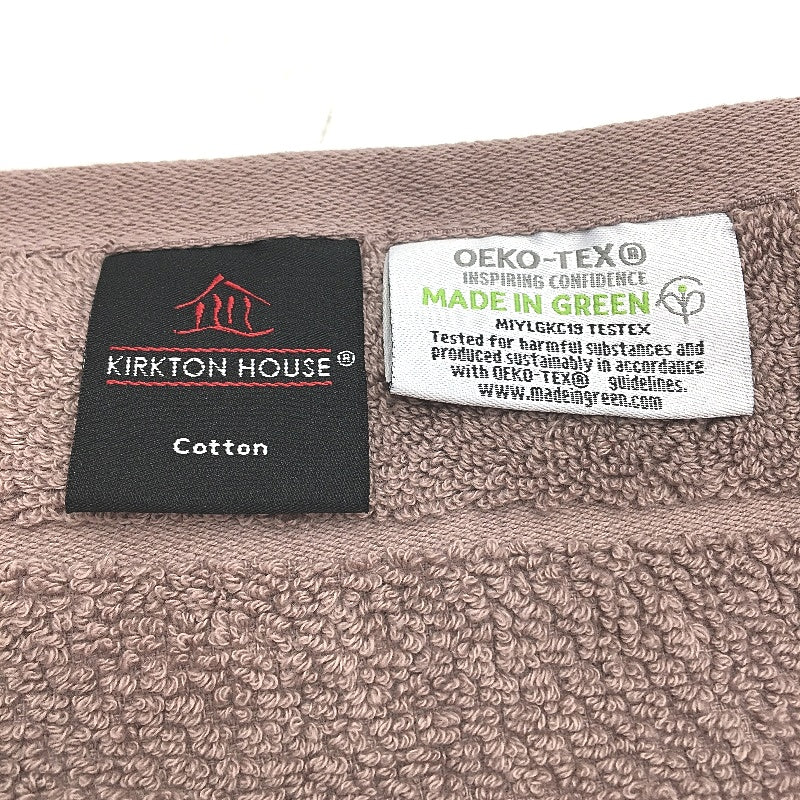 KIRKTON HOUSE®
Cotton
OEKO-TEX®
INSPIRING CONFIDENCE
MADE IN GREEN
M1YLGKC19 TESTEX
Tested for harmful substances and
produced sustainably in accordance
with OEKO-TEX® guidelines.
www.madeingreen.com